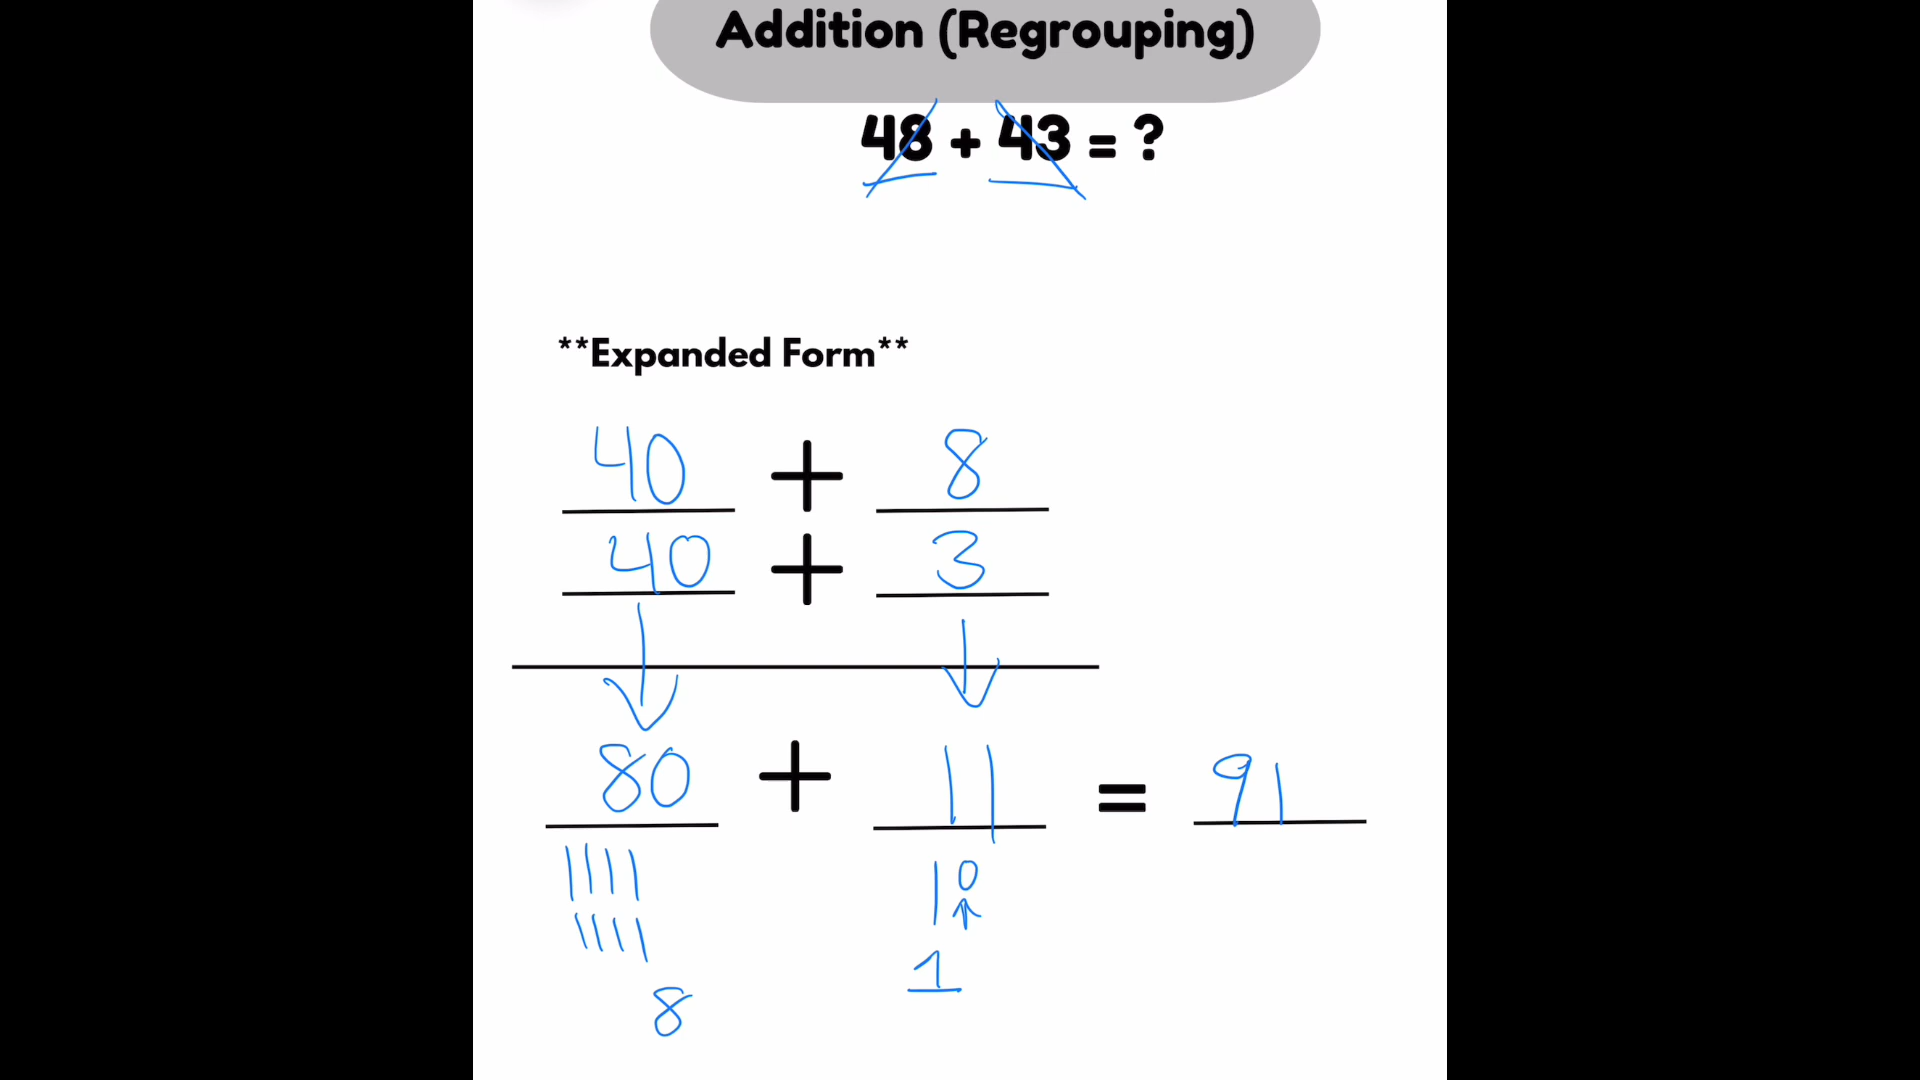 Addition (Regrouping)
48 + 43 = ?
**Expanded Form**
40 + 8
40 + 3
80 + 11 = 91
10
1
8